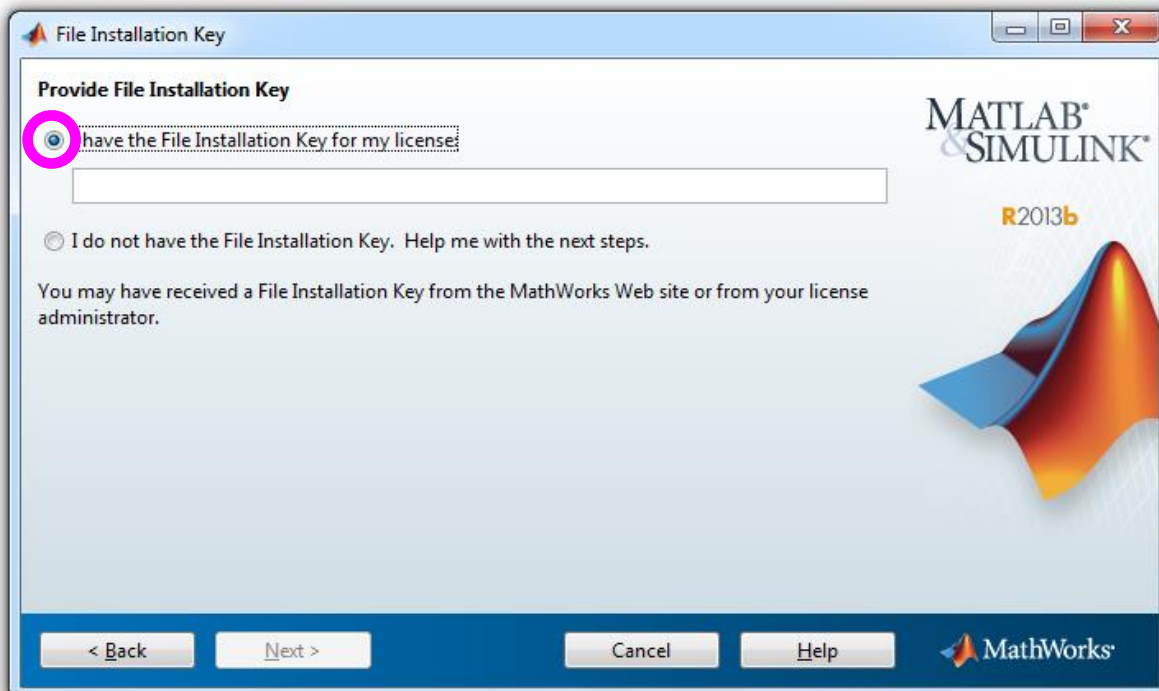 File Installation Key
Provide File Installation Key
have the File Installation Key for my license:
MATLAB®
&SIMULINK®
R2013b
I do not have the File Installation Key. Help me with the next steps.
You may have received a File Installation Key from the MathWorks Web site or from your license
administrator.
< Back
Next >
Cancel
Help
MathWorks®